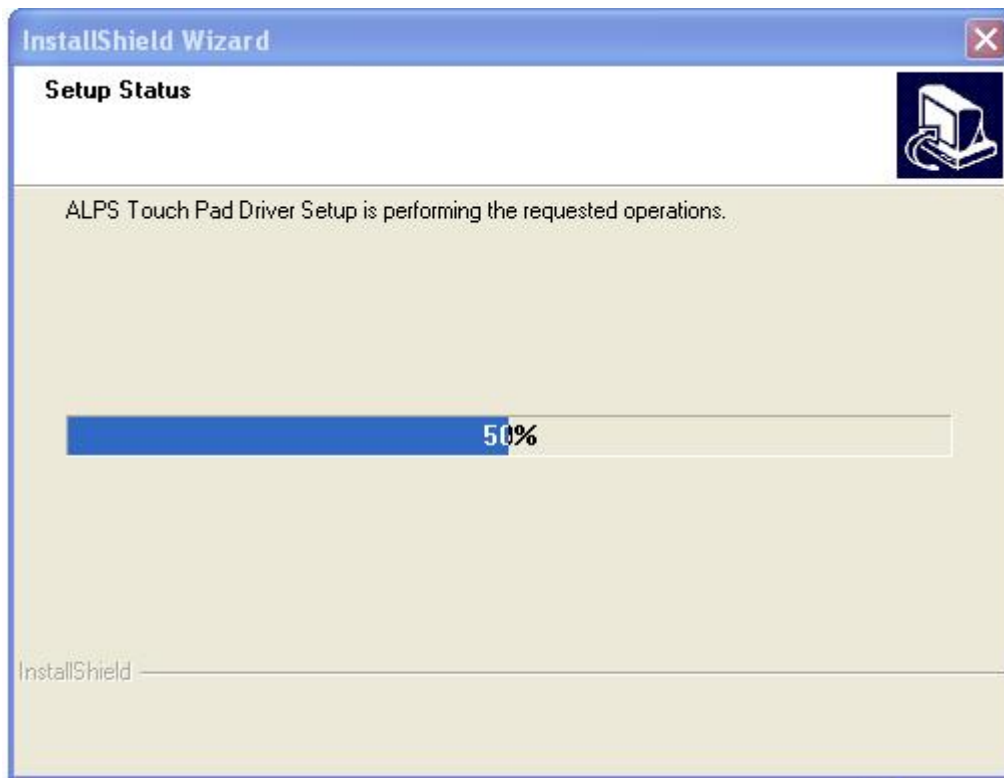 InstallShield Wizard
Setup Status
ALPS Touch Pad Driver Setup is performing the requested operations.
50%
InstallShield